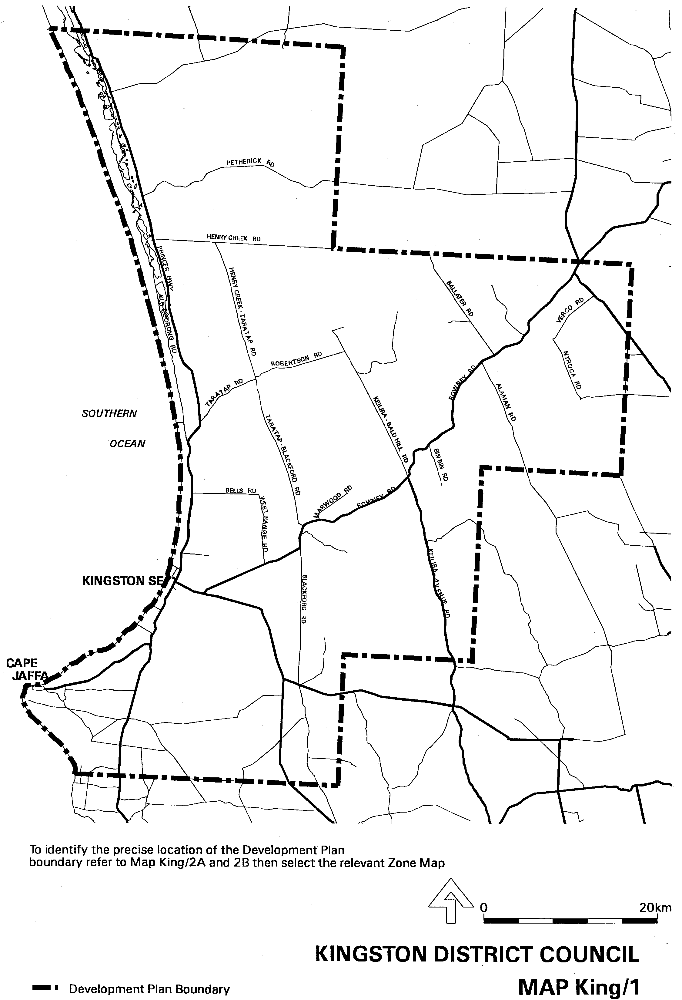 PETHERICK RD
HENRY CREEK RD
PRINCES HWY
HENRY CREEK - TARATAP RD
BALLATER RD
OLD COORONG RD
VERCO RD
ROBERTSON RD
NYROCA RD
TARATAP RD
ROWNEY RD
ALAMAN RD
KEILIRA - BALD HILL RD
SOUTHERN
OCEAN
TARATAP - BLACKFORD RD
BIN BIN RD
BELLS RD
MARWOOD RD
ROWNEY RD
WEST RANGE RD
KEILIRA - AVENUE RD
KINGSTON SE
BLACKFORD RD
CAPE
JAFFA
To identify the precise location of the Development Plan
boundary refer to Map King/2A and 2B then select the relevant Zone Map
0 20km
KINGSTON DISTRICT COUNCIL
MAP King/1
Development Plan Boundary